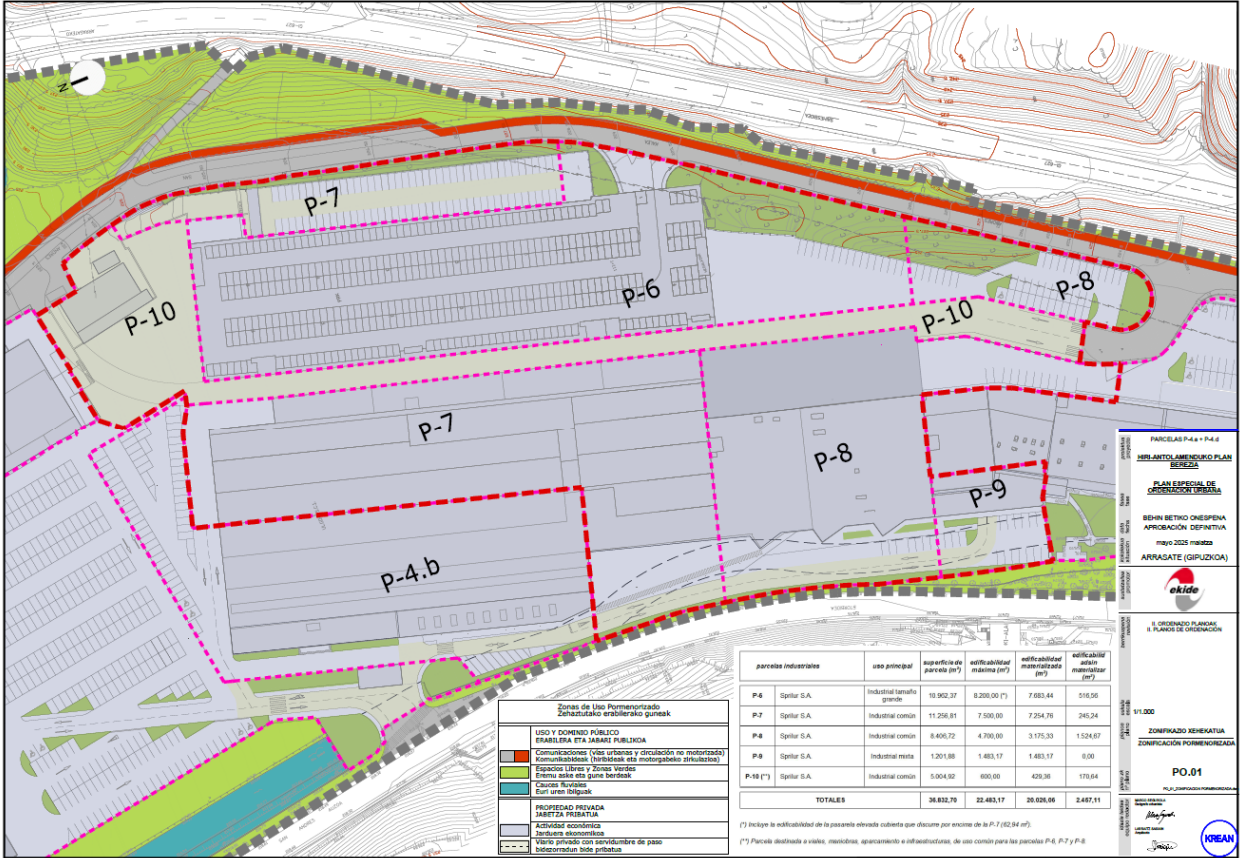 N
P-7
P-6
P-8
P-10
P-10
P-7
P-8
P-9
P-4.b
PARCELAS P-4.a + P-4.d
HIRI-ANTOLAMENDUKO PLAN
BEREZIA
PLAN ESPECIAL DE
ORDENACIÓN URBANA
BEHIN BETIKO ONESPENA
APROBACIÓN DEFINITIVA
mayo 2025 maiatza
ARRASATE (GIPUZKOA)
ekide
II. ORDENAZIO PLANOAK
II. PLANOS DE ORDENACIÓN
1/1.000
ZONIFIKAZIO XEHEKATUA
ZONIFICACIÓN PORMENORIZADA
PO.01
KREAN
Zonas de Uso Pormenorizado
Zehaztutako erabilerako guneak
USO Y DOMINIO PÚBLICO
ERABILERA ETA JABARI PUBLIKOA
Comunicaciones (vías urbanas y circulación no motorizada)
Komunikabideak (hiribideak eta motorgabeko zirkulazioa)
Espacios Libres y Zonas Verdes
Eremu aske eta gune berdeak
Cauces fluviales
Euri uren ibilguak
PROPIEDAD PRIVADA
JABETZA PRIBATUA
Actividad económica
Jarduera ekonomikoa
Viario privado con servidumbre de paso
bidezorradun bide pribatua
parcelas industriales uso principal superficie de parcela (m²) edificabilidad máxima (m²) edificabilidad materializada (m²) edificabilid adsin materializar (m²)
P-6 Sprilur S.A. Industrial tamaño grande 10.962,37 8.200,00 (*) 7.683,44 516,56
P-7 Sprilur S.A. Industrial común 11.256,81 7.500,00 7.254,76 245,24
P-8 Sprilur S.A. Industrial común 8.406,72 4.700,00 3.175,33 1.524,67
P-9 Sprilur S.A. Industrial mixta 1.201,88 1.483,17 1.483,17 0,00
P-10 (**) Sprilur S.A. Industrial común 5.004,92 600,00 429,36 170,64
TOTALES 36.832,70 22.483,17 20.026,06 2.457,11
(*) Incluye la edificabilidad de la pasarela elevada cubierta que discurre por encima de la P-7 (62,94 m²).
(**) Parcela destinada a viales, maniobras, aparcamiento e infraestructuras, de uso común para las parcelas P-6, P-7 y P-8.